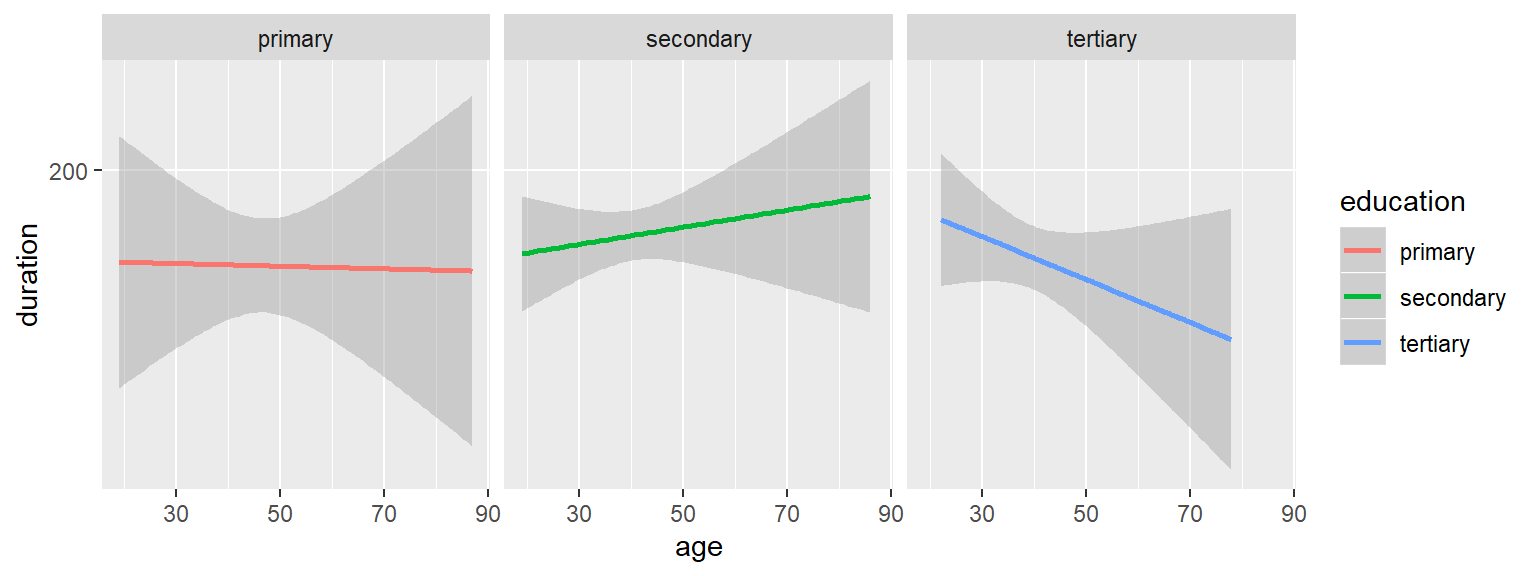 primary
secondary
tertiary
200
duration
30 50 70 90
30 50 70 90
30 50 70 90
age
education
primary
secondary
tertiary